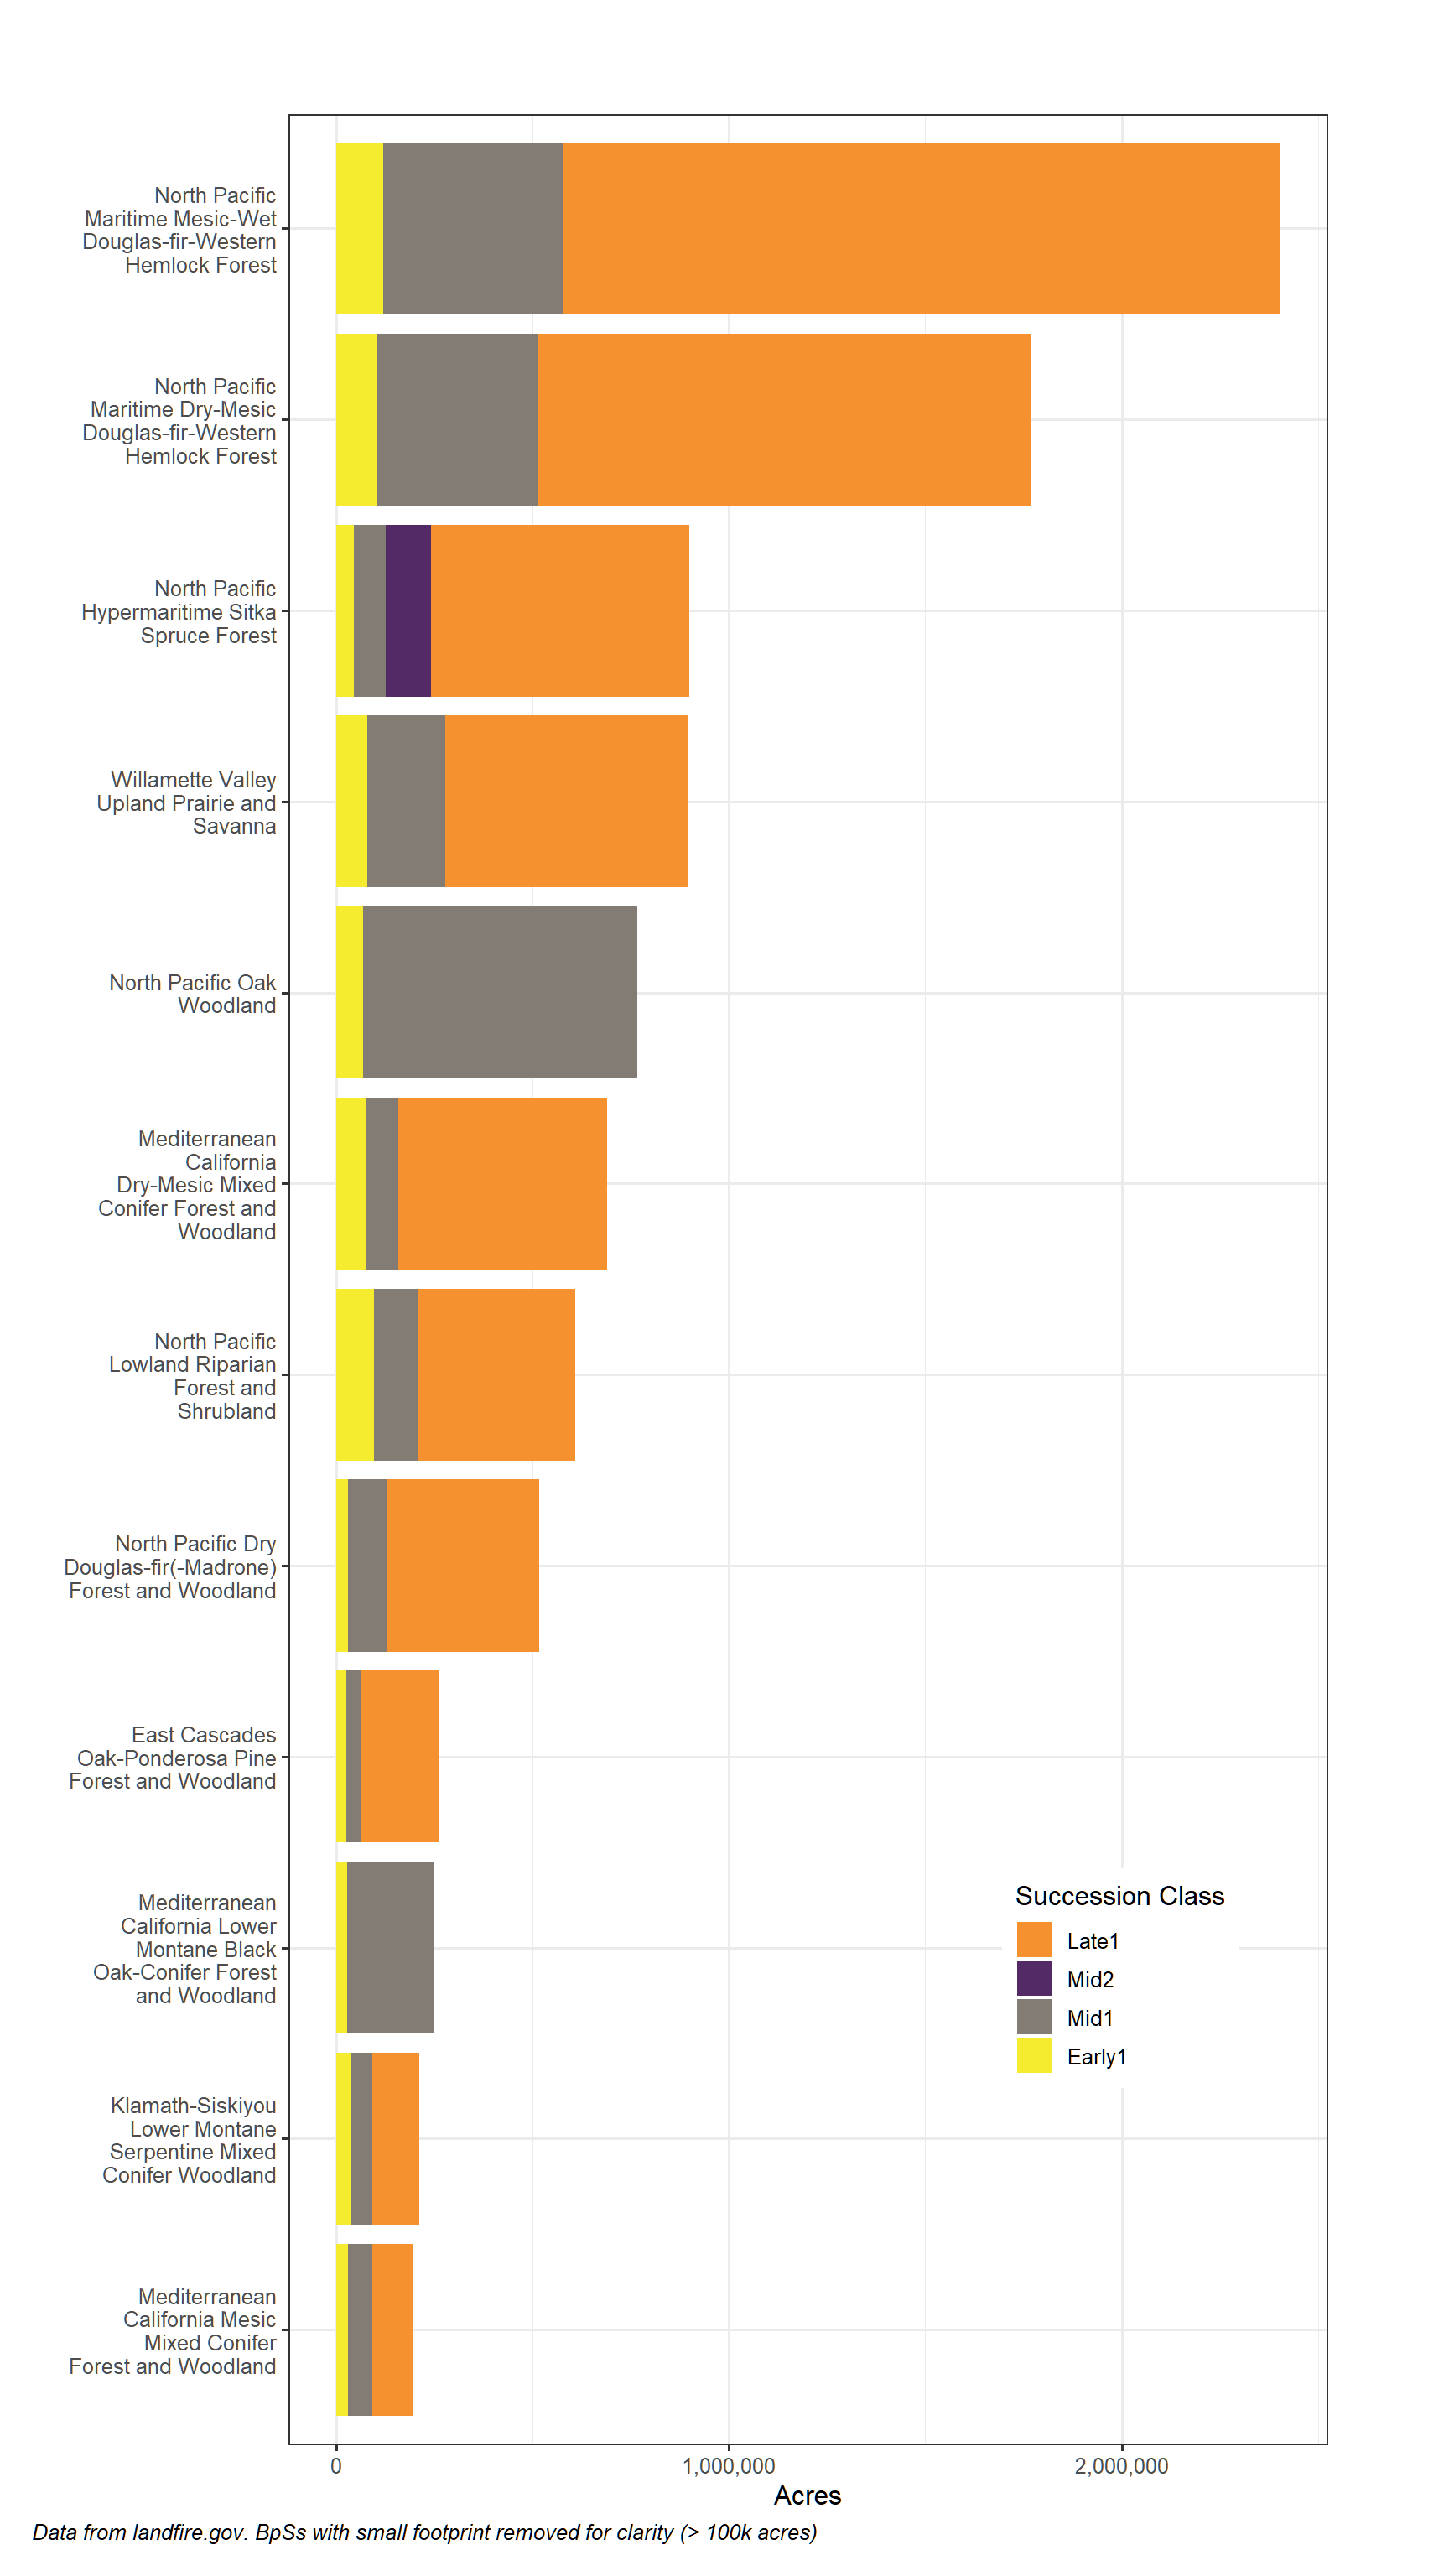 North Pacific
Maritime Mesic-Wet
Douglas-fir-Western
Hemlock Forest
North Pacific
Maritime Dry-Mesic
Douglas-fir-Western
Hemlock Forest
North Pacific
Hypermaritime Sitka
Spruce Forest
Willamette Valley
Upland Prairie and
Savanna
North Pacific Oak
Woodland
Mediterranean
California
Dry-Mesic Mixed
Conifer Forest and
Woodland
North Pacific
Lowland Riparian
Forest and
Shrubland
North Pacific Dry
Douglas-fir(-Madrone)
Forest and Woodland
East Cascades
Oak-Ponderosa Pine
Forest and Woodland
Mediterranean
California Lower
Montane Black
Oak-Conifer Forest
and Woodland
Klamath-Siskiyou
Lower Montane
Serpentine Mixed
Conifer Woodland
Mediterranean
California Mesic
Mixed Conifer
Forest and Woodland
Succession Class
Late1
Mid2
Mid1
Early1
0
1,000,000
2,000,000
Acres
Data from landfire.gov. BpSs with small footprint removed for clarity (> 100k acres)